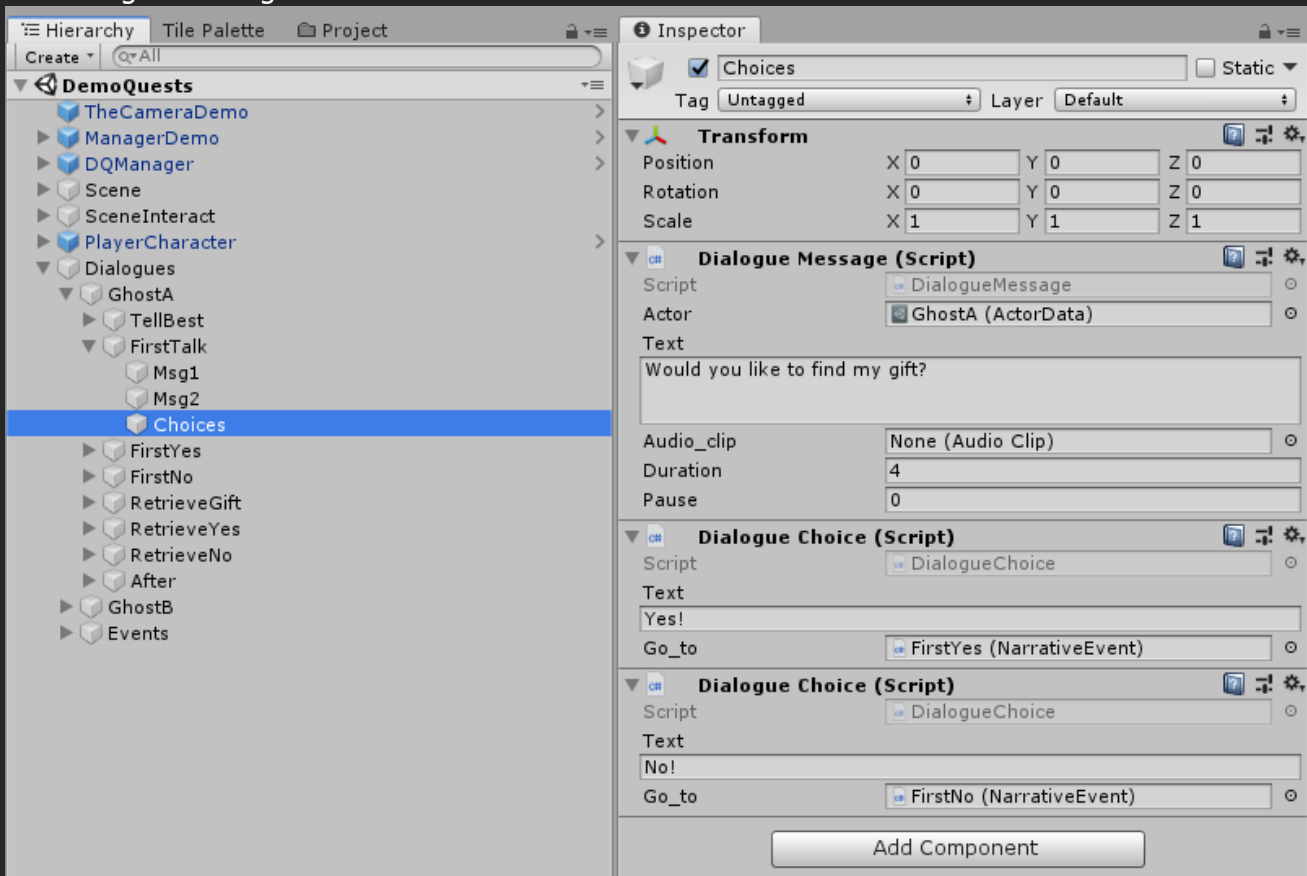 Hierarchy Tile Palette Project
Create All
DemoQuests
TheCameraDemo
ManagerDemo
DQManager
Scene
SceneInteract
PlayerCharacter
Dialogues
GhostA
TellBest
FirstTalk
Msg1
Msg2
Choices
FirstYes
FirstNo
RetrieveGift
RetrieveYes
RetrieveNo
After
GhostB
Events
Inspector
Choices Static
Tag Untagged Layer Default
Transform
Position X 0 Y 0 Z 0
Rotation X 0 Y 0 Z 0
Scale X 1 Y 1 Z 1
Dialogue Message (Script)
Script DialogueMessage
Actor GhostA (ActorData)
Text
Would you like to find my gift?
Audio_clip None (Audio Clip)
Duration 4
Pause 0
Dialogue Choice (Script)
Script DialogueChoice
Text
Yes!
Go_to FirstYes (NarrativeEvent)
Dialogue Choice (Script)
Script DialogueChoice
Text
No!
Go_to FirstNo (NarrativeEvent)
Add Component